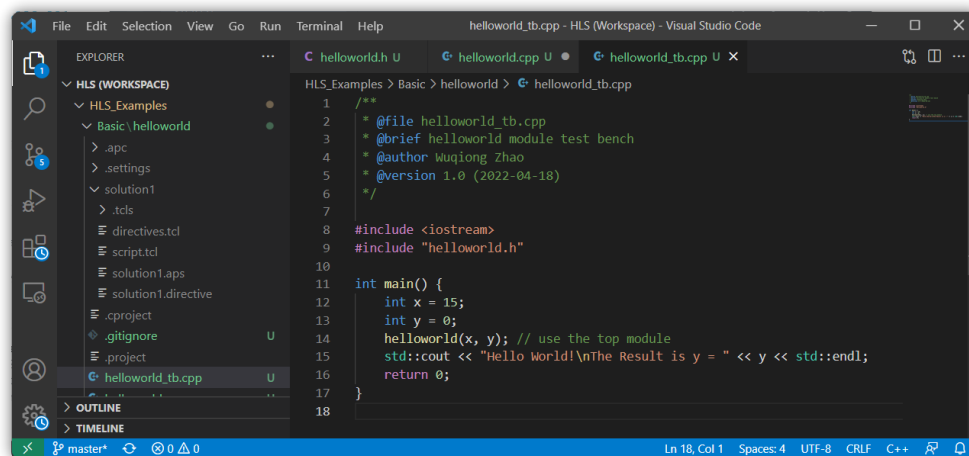 File Edit Selection View Go Run Terminal Help helloworld_tb.cpp - HLS (Workspace) - Visual Studio Code
EXPLORER
HLS (WORKSPACE)
HLS_Examples
Basic\helloworld
.apc
.settings
solution1
.tcls
directives.tcl
script.tcl
solution1.aps
solution1.directive
.cproject
.gitignore U
.project
helloworld_tb.cpp U
OUTLINE
TIMELINE
1
5
C helloworld.h U helloworld.cpp U helloworld_tb.cpp U
HLS_Examples > Basic > helloworld > helloworld_tb.cpp
1 /**
2 * @file helloworld_tb.cpp
3 * @brief helloworld module test bench
4 * @author Wuqiong Zhao
5 * @version 1.0 (2022-04-18)
6 */
7
8 #include <iostream>
9 #include "helloworld.h"
10
11 int main() {
12 int x = 15;
13 int y = 0;
14 helloworld(x, y); // use the top module
15 std::cout << "Hello World!\nThe Result is y = " << y << std::endl;
16 return 0;
17 }
18
master* 0 0 Ln 18, Col 1 Spaces: 4 UTF-8 CRLF C++